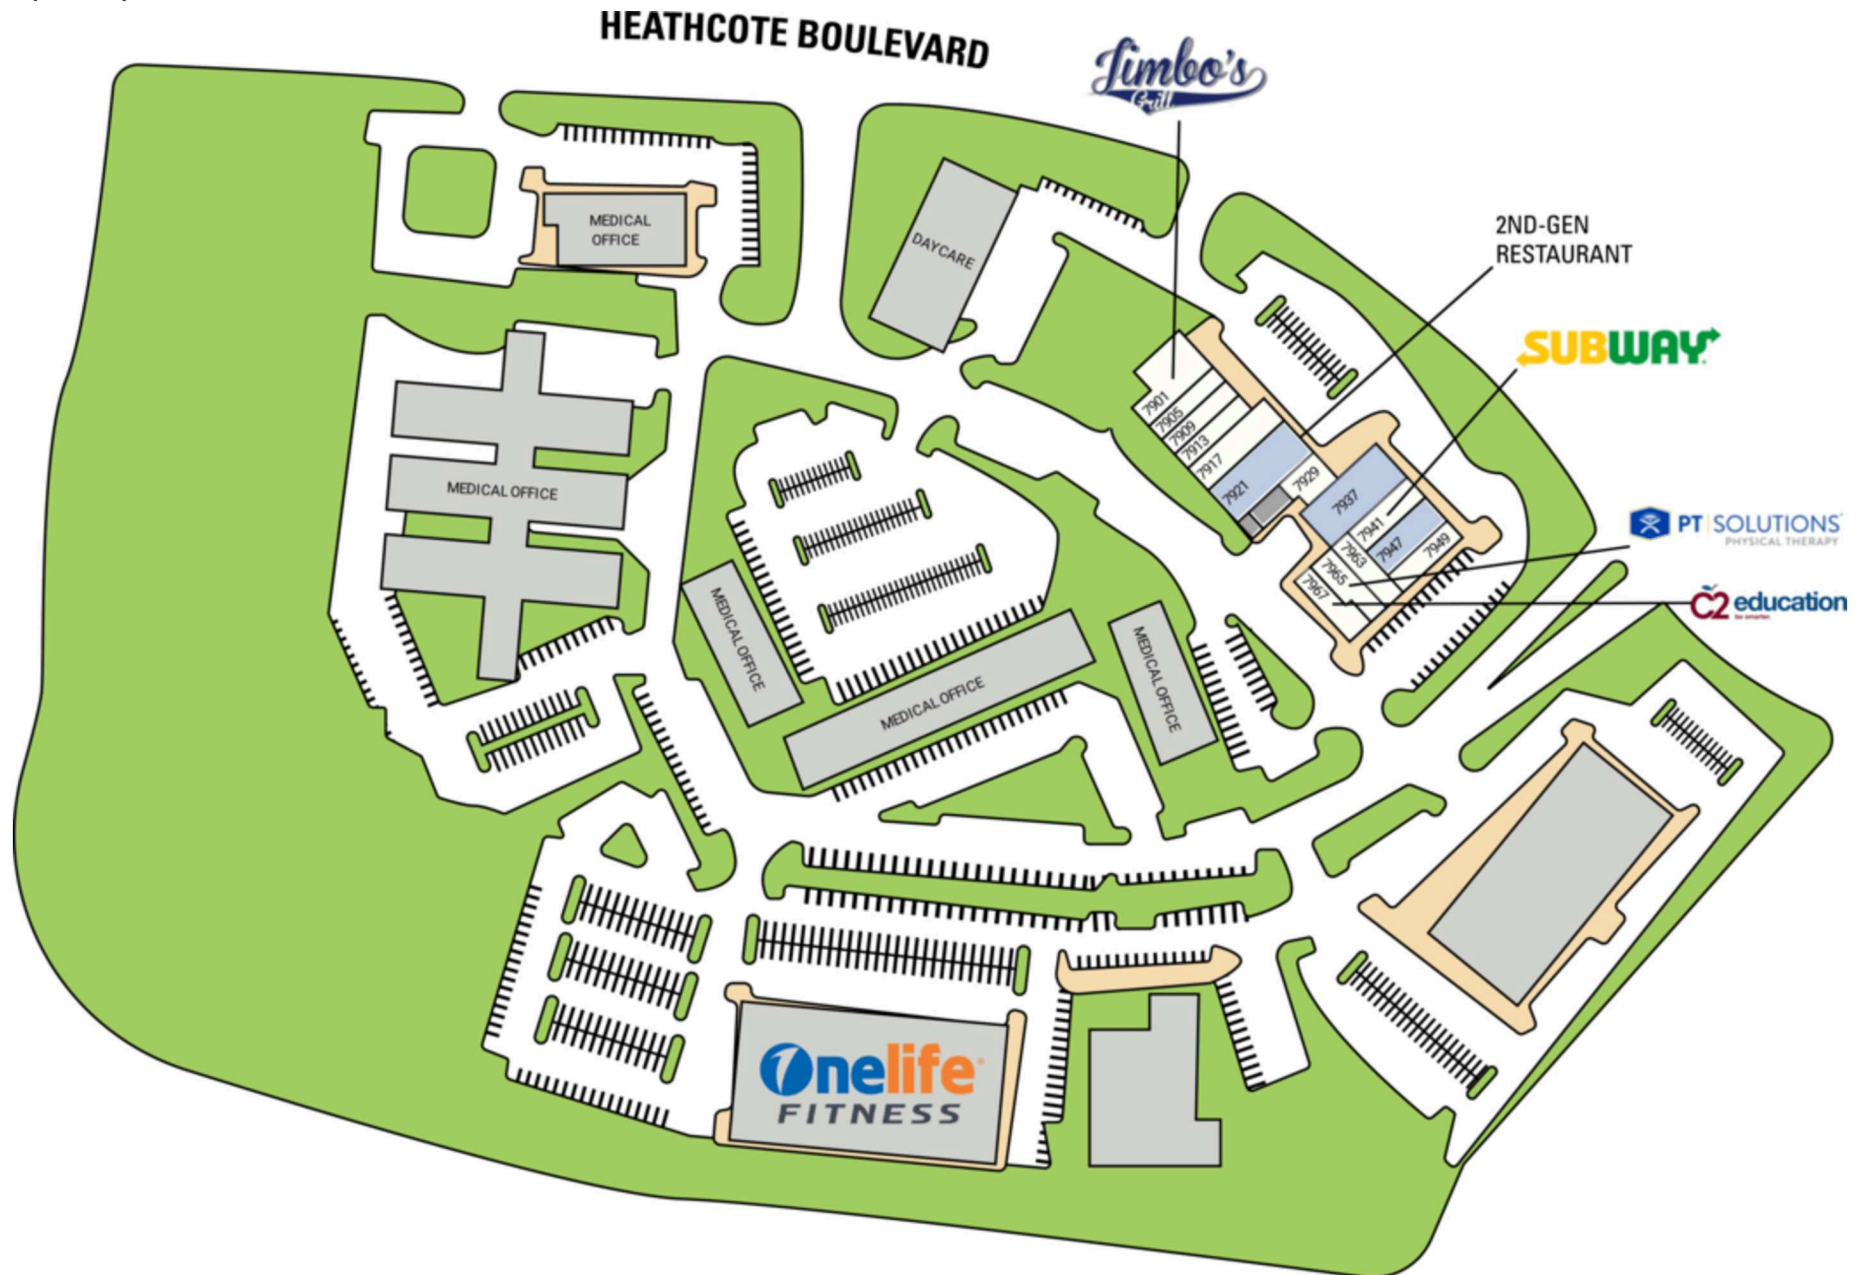 HEATHCOTE BOULEVARD
Jimbo's
Grill
2ND-GEN
RESTAURANT
SUBWAY
PT SOLUTIONS
PHYSICAL THERAPY
C2 education
be smarter.
MEDICAL
OFFICE
DAYCARE
7901
7905
7909
7913
7917
7921
7929
7937
7941
7947
7949
7963
7965
7967
MEDICAL OFFICE
MEDICAL OFFICE
MEDICAL OFFICE
MEDICAL OFFICE
Onelife
FITNESS